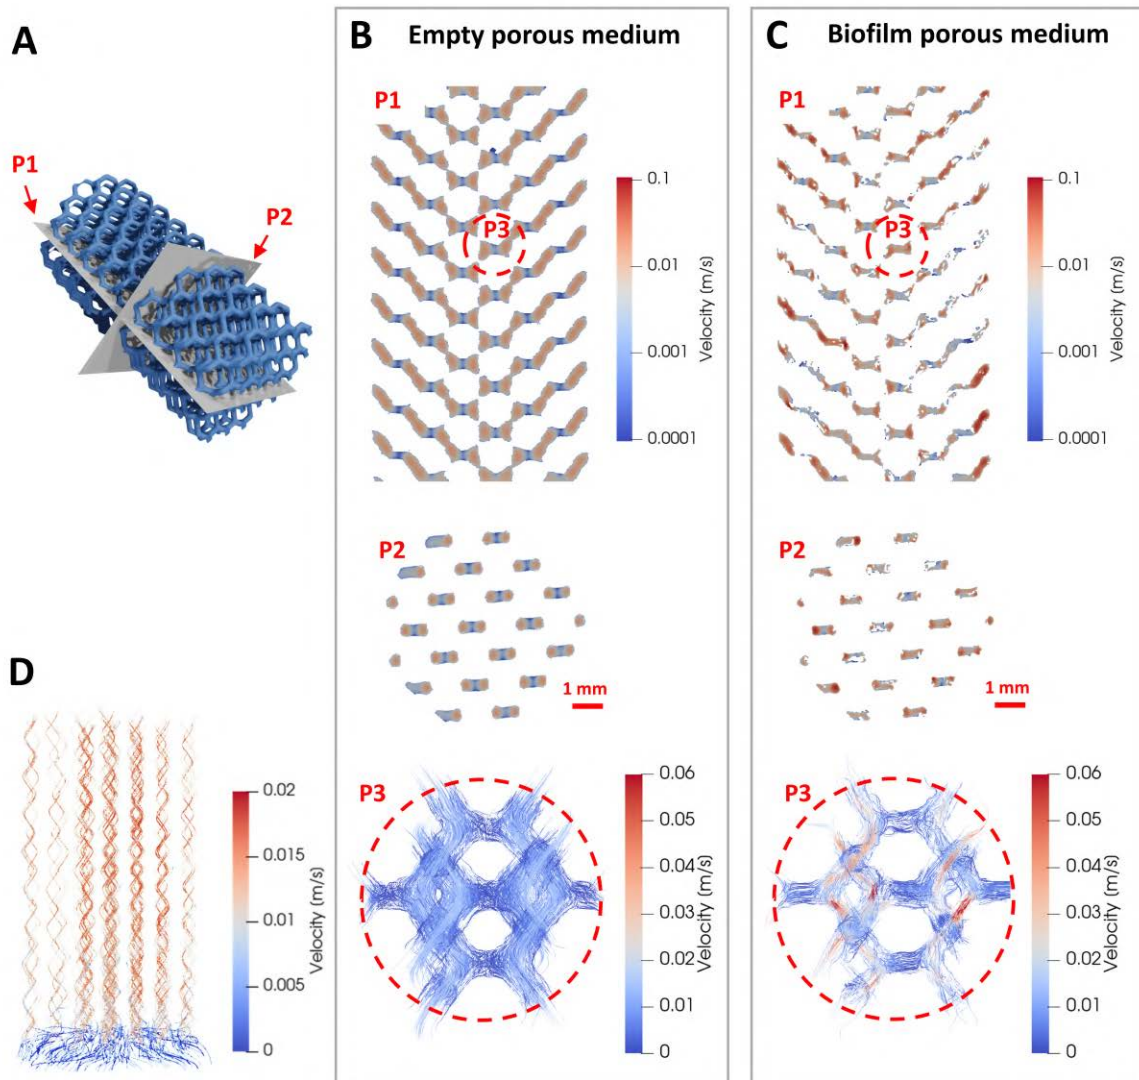 A
P1
P2
B Empty porous medium
P1
P3
0.1
0.01
0.001
0.0001
Velocity (m/s)
P2
1 mm
P3
0.06
0.05
0.04
0.03
0.02
0.01
0
Velocity (m/s)
C Biofilm porous medium
P1
P3
0.1
0.01
0.001
0.0001
Velocity (m/s)
P2
1 mm
P3
0.06
0.05
0.04
0.03
0.02
0.01
0
Velocity (m/s)
D
0.02
0.015
0.01
0.005
0
Velocity (m/s)